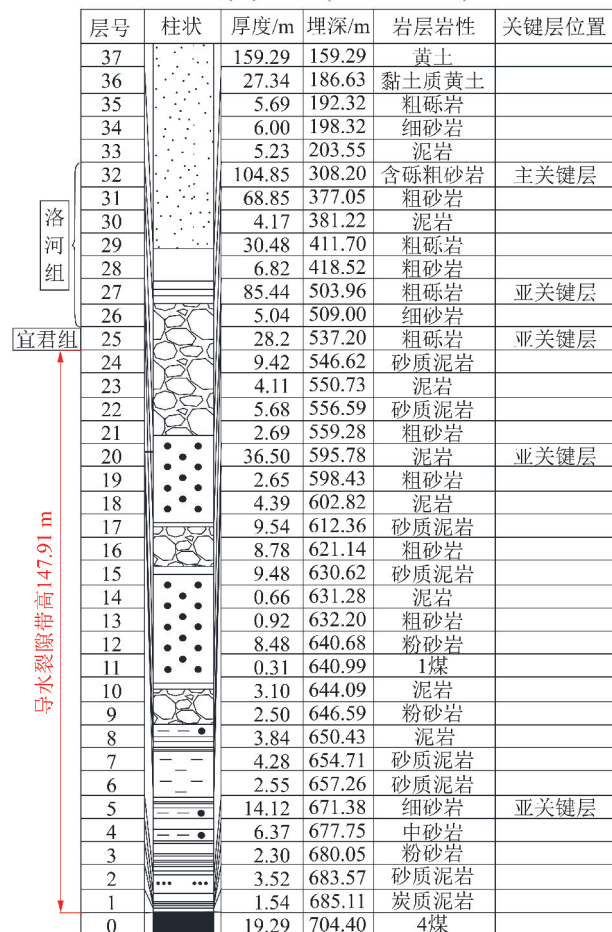 层号 柱状 厚度/m 埋深/m 岩层岩性 关键层位置
37 159.29 159.29 黄土
36 27.34 186.63 黏土质黄土
35 5.69 192.32 粗砾岩
34 6.00 198.32 细砂岩
33 5.23 203.55 泥岩
32 104.85 308.20 含砾粗砂岩 主关键层
31 68.85 377.05 粗砂岩
30 4.17 381.22 泥岩
29 30.48 411.70 粗砾岩
28 6.82 418.52 粗砂岩
27 85.44 503.96 粗砾岩 亚关键层
26 5.04 509.00 细砂岩
25 28.2 537.20 粗砾岩 亚关键层
24 9.42 546.62 砂质泥岩
23 4.11 550.73 泥岩
22 5.68 556.59 砂质泥岩
21 2.69 559.28 粗砂岩
20 36.50 595.78 泥岩 亚关键层
19 2.65 598.43 粗砂岩
18 4.39 602.82 泥岩
17 9.54 612.36 砂质泥岩
16 8.78 621.14 粗砂岩
15 9.48 630.62 砂质泥岩
14 0.66 631.28 泥岩
13 0.92 632.20 粗砂岩
12 8.48 640.68 粉砂岩
11 0.31 640.99 1煤
10 3.10 644.09 泥岩
9 2.50 646.59 粉砂岩
8 3.84 650.43 泥岩
7 4.28 654.71 砂质泥岩
6 2.55 657.26 砂质泥岩
5 14.12 671.38 细砂岩 亚关键层
4 6.37 677.75 中砂岩
3 2.30 680.05 粉砂岩
2 3.52 683.57 砂质泥岩
1 1.54 685.11 炭质泥岩
0 19.29 704.40 4煤
洛河组
宜君组
导水裂隙带高147.91 m